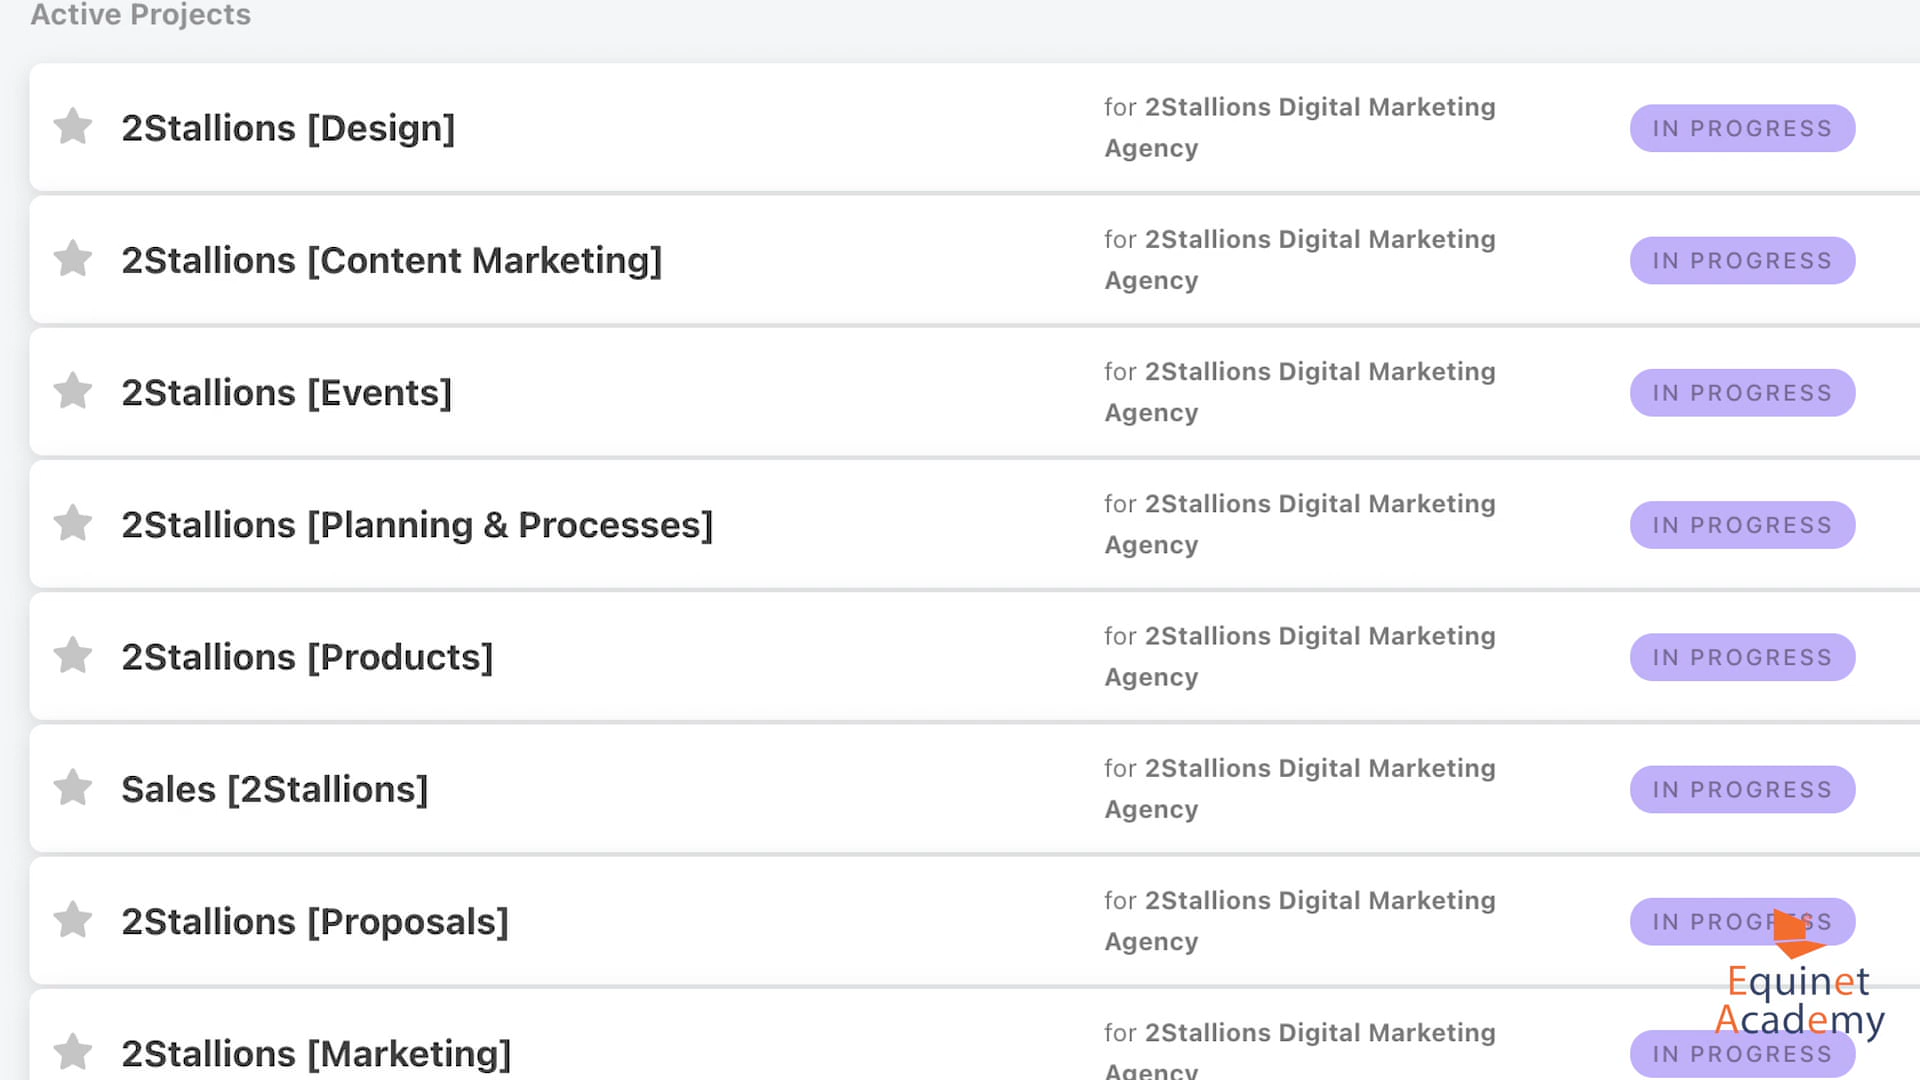 Active Projects
2Stallions [Design]
for 2Stallions Digital Marketing
Agency
IN PROGRESS
2Stallions [Content Marketing]
for 2Stallions Digital Marketing
Agency
IN PROGRESS
2Stallions [Events]
for 2Stallions Digital Marketing
Agency
IN PROGRESS
2Stallions [Planning & Processes]
for 2Stallions Digital Marketing
Agency
IN PROGRESS
2Stallions [Products]
for 2Stallions Digital Marketing
Agency
IN PROGRESS
Sales [2Stallions]
for 2Stallions Digital Marketing
Agency
IN PROGRESS
2Stallions [Proposals]
for 2Stallions Digital Marketing
Agency
IN PROGRESS
Equinet
Academy
2Stallions [Marketing]
for 2Stallions Digital Marketing
Agency
IN PROGRESS